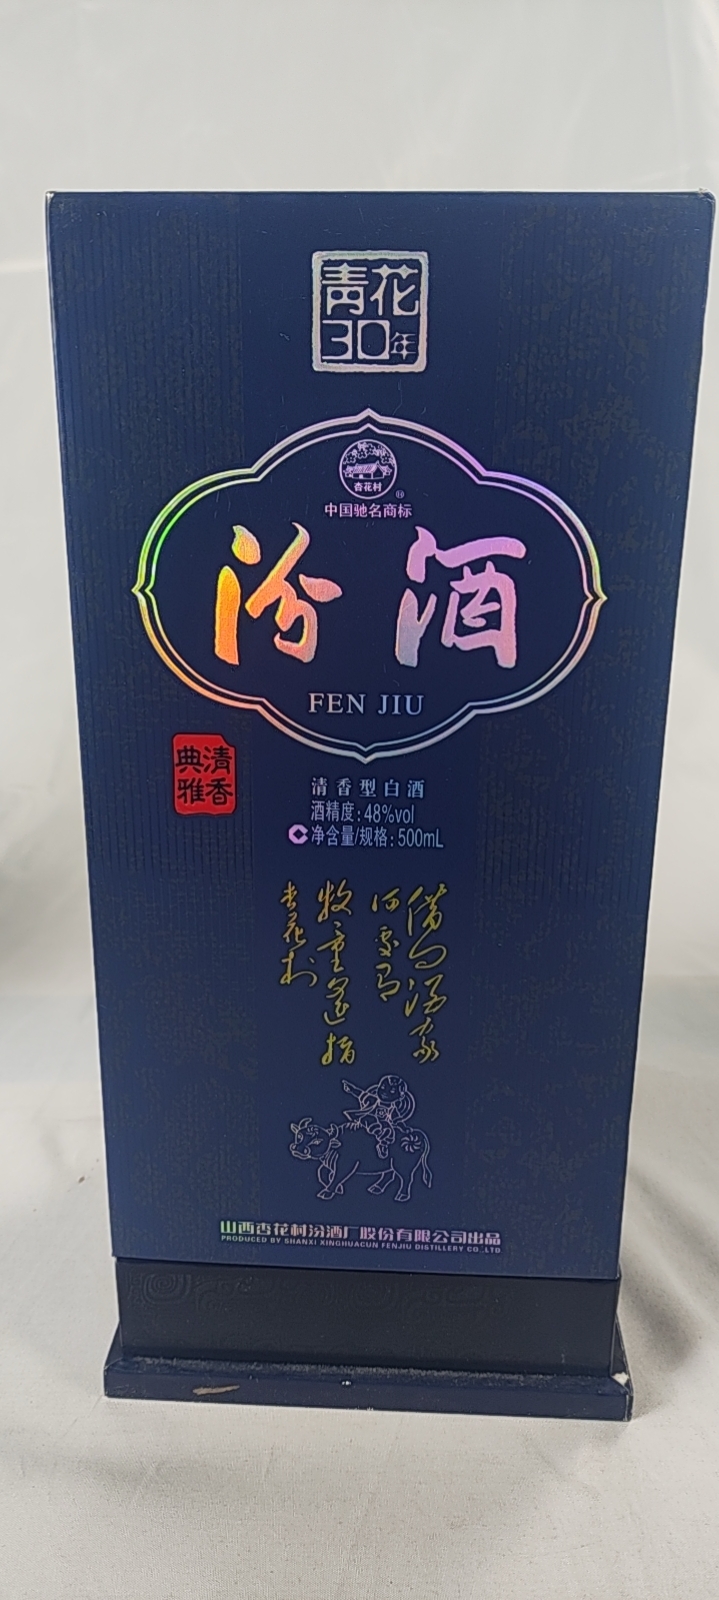 青花
30年
杏花村
®
中国驰名商标
汾酒
FEN JIU
清香
典雅
清香型白酒
酒精度:48%vol
净含量/规格:500mL
借问酒家
何处有
牧童遥指
杏花村
山西杏花村汾酒厂股份有限公司出品
PRODUCED BY SHANXI XINGHUACUN FENJIU DISTILLERY CO.,LTD